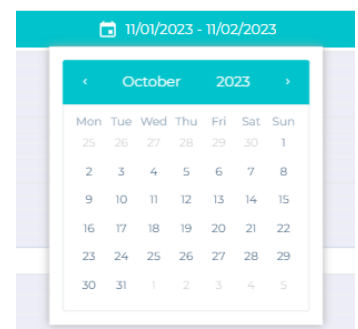 11/01/2023 - 11/02/2023
‹ October 2023 ›
Mon Tue Wed Thu Fri Sat Sun
25 26 27 28 29 30 1
2 3 4 5 6 7 8
9 10 11 12 13 14 15
16 17 18 19 20 21 22
23 24 25 26 27 28 29
30 31 1 2 3 4 5